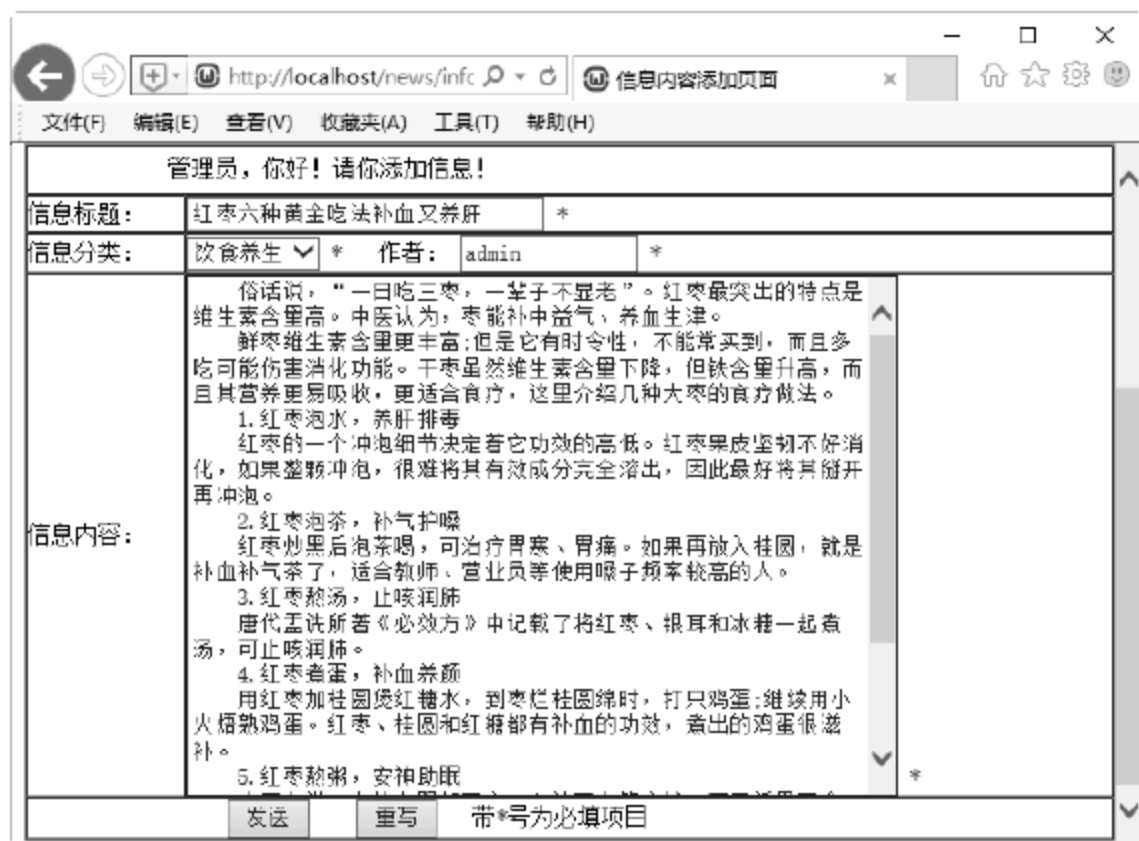 http://localhost/news/infc
信息内容添加页面
文件(F) 编辑(E) 查看(V) 收藏夹(A) 工具(T) 帮助(H)
管理员，你好！请你添加信息！
信息标题： 红枣六种黄金吃法补血又养肝 *
信息分类： 饮食养生 * 作者： admin *
信息内容：
俗话说，“一日吃三枣，一辈子不显老”。红枣最突出的特点是
维生素含量高。中医认为，枣能补中益气、养血生津。
鲜枣维生素含量更丰富;但是它有时令性，不能常买到，而且多
吃可能伤害消化功能。干枣虽然维生素含量下降，但铁含量升高，而
且其营养更易吸收，更适合食疗，这里介绍几种大枣的食疗做法。
1.红枣泡水，养肝排毒
红枣的一个冲泡细节决定着它功效的高低。红枣果皮坚韧不好消
化，如果整颗冲泡，很难将其有效成分完全溶出，因此最好将其掰开
再冲泡。
2.红枣泡茶，补气护嗓
红枣炒黑后泡茶喝，可治疗胃寒、胃痛。如果再放入桂圆，就是
补血补气茶了，适合教师、营业员等使用嗓子频率较高的人。
3.红枣熬汤，止咳润肺
唐代孟诜所著《必效方》中记载了将红枣、银耳和冰糖一起煮
汤，可止咳润肺。
4.红枣煮蛋，补血养颜
用红枣加桂圆煲红糖水，到枣烂桂圆绵时，打只鸡蛋;继续用小
火焐熟鸡蛋。红枣、桂圆和红糖都有补血的功效，煮出的鸡蛋很滋
补。
5.红枣熬粥，安神助眠
*
发送 重写 带*号为必填项目